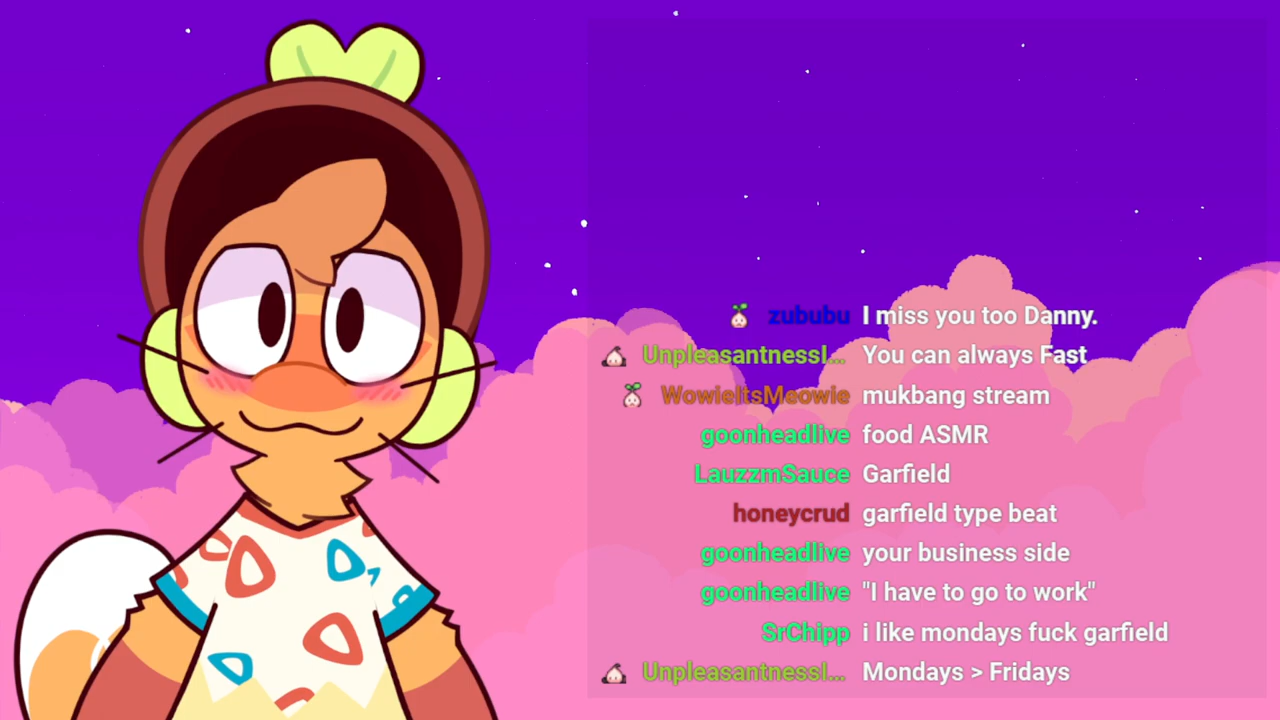 zububu I miss you too Danny.
UnpleasantnessI... You can always Fast
WowieItsMeowie mukbang stream
goonheadlive food ASMR
LauzzmSauce Garfield
honeycrud garfield type beat
goonheadlive your business side
goonheadlive "I have to go to work"
SrChipp i like mondays fuck garfield
UnpleasantnessI... Mondays > Fridays